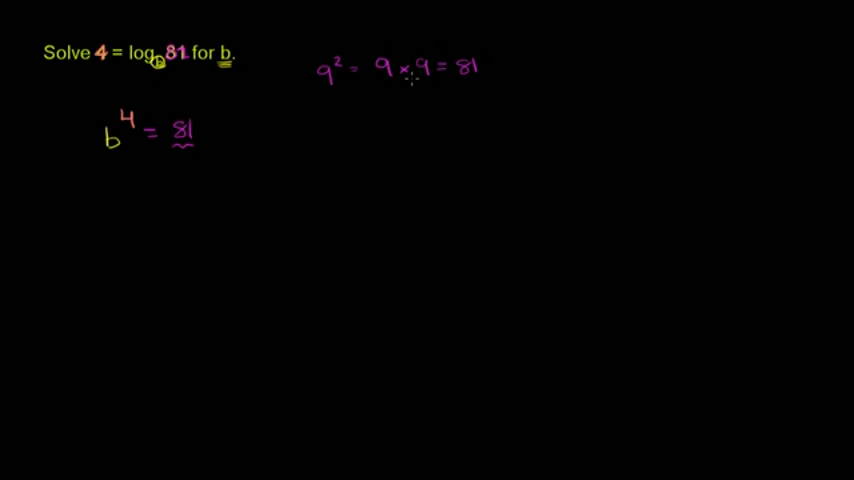 Solve 4 = log_b 81 for b.
9² = 9 × 9 = 81
b⁴ = 81